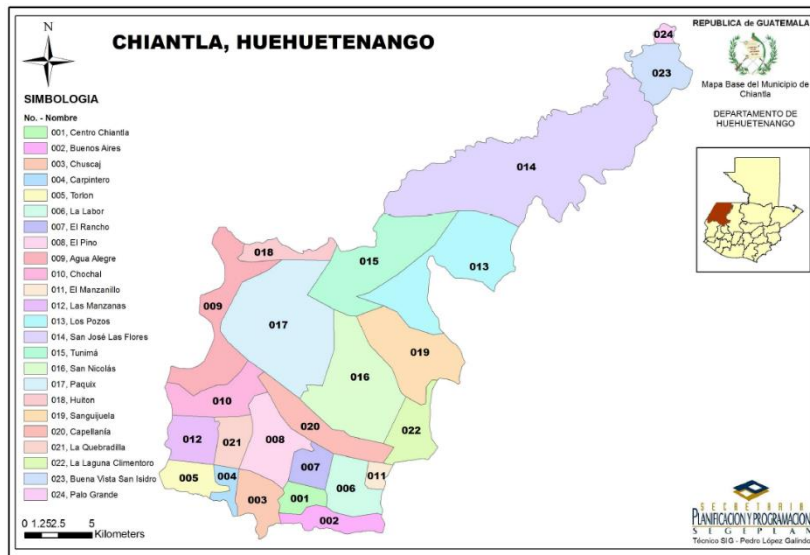 N
CHIANTLA, HUEHUETENANGO
REPUBLICA de GUATEMALA
Mapa Base del Municipio de
Chiantla
DEPARTAMENTO DE
HUEHUETENANGO
SIMBOLOGIA
No. - Nombre
001, Centro Chiantla
002, Buenos Aires
003, Chuscaj
004, Carpintero
005, Torlon
006, La Labor
007, El Rancho
008, El Pino
009, Agua Alegre
010, Chochal
011, El Manzanillo
012, Las Manzanas
013, Los Pozos
014, San José Las Flores
015, Tunimá
016, San Nicolás
017, Paquix
018, Huiton
019, Sanguijuela
020, Capellanía
021, La Quebradilla
022, La Laguna Climentoro
023, Buena Vista San Isidro
024, Palo Grande
0 1.252.5 5
Kilometers
024
023
014
015
013
018
009
017
019
016
010
020
022
012
021
008
005
004
007
011
003
001
006
002
SECRETARIA
PLANIFICACION Y PROGRAMACION
SEGEPLAN
Técnico SIG - Pedre López Galindo